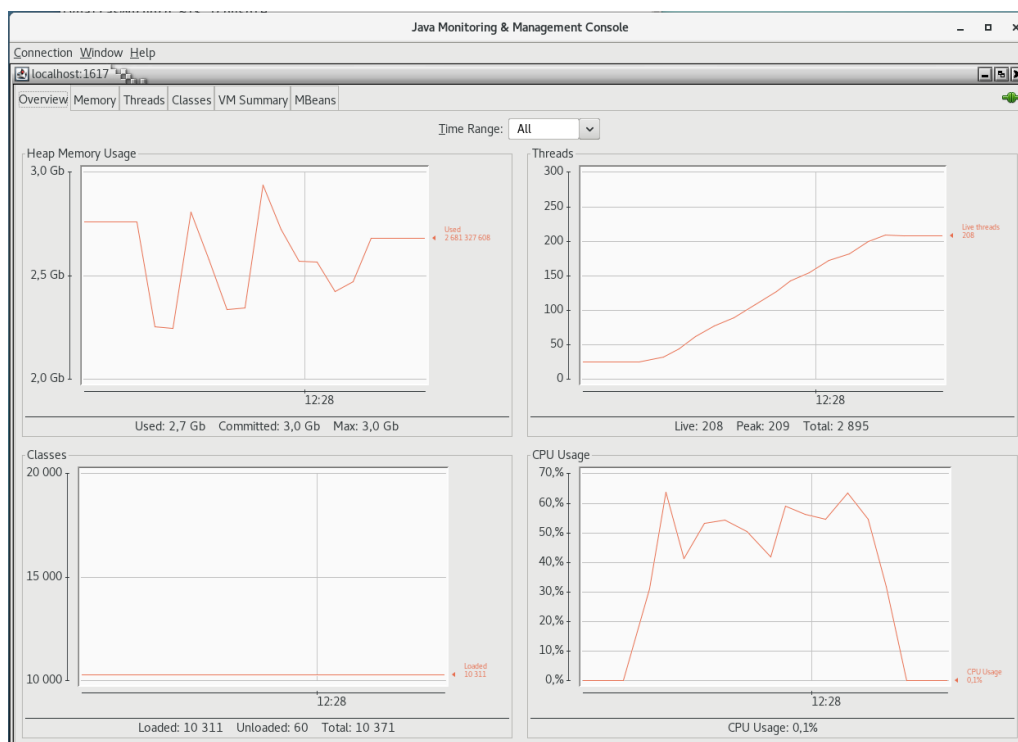 Java Monitoring & Management Console
Connection Window Help
localhost:1617
Overview Memory Threads Classes VM Summary MBeans
Time Range: All
Heap Memory Usage
3,0 Gb
2,5 Gb
2,0 Gb
Used
2 681 327 608
12:28
Used: 2,7 Gb Committed: 3,0 Gb Max: 3,0 Gb
Threads
300
250
200
150
100
50
0
Live threads
208
12:28
Live: 208 Peak: 209 Total: 2 895
Classes
20 000
15 000
10 000
Loaded
10 311
12:28
Loaded: 10 311 Unloaded: 60 Total: 10 371
CPU Usage
70,%
60,%
50,%
40,%
30,%
20,%
10,%
0,%
CPU Usage
0,1%
12:28
CPU Usage: 0,1%